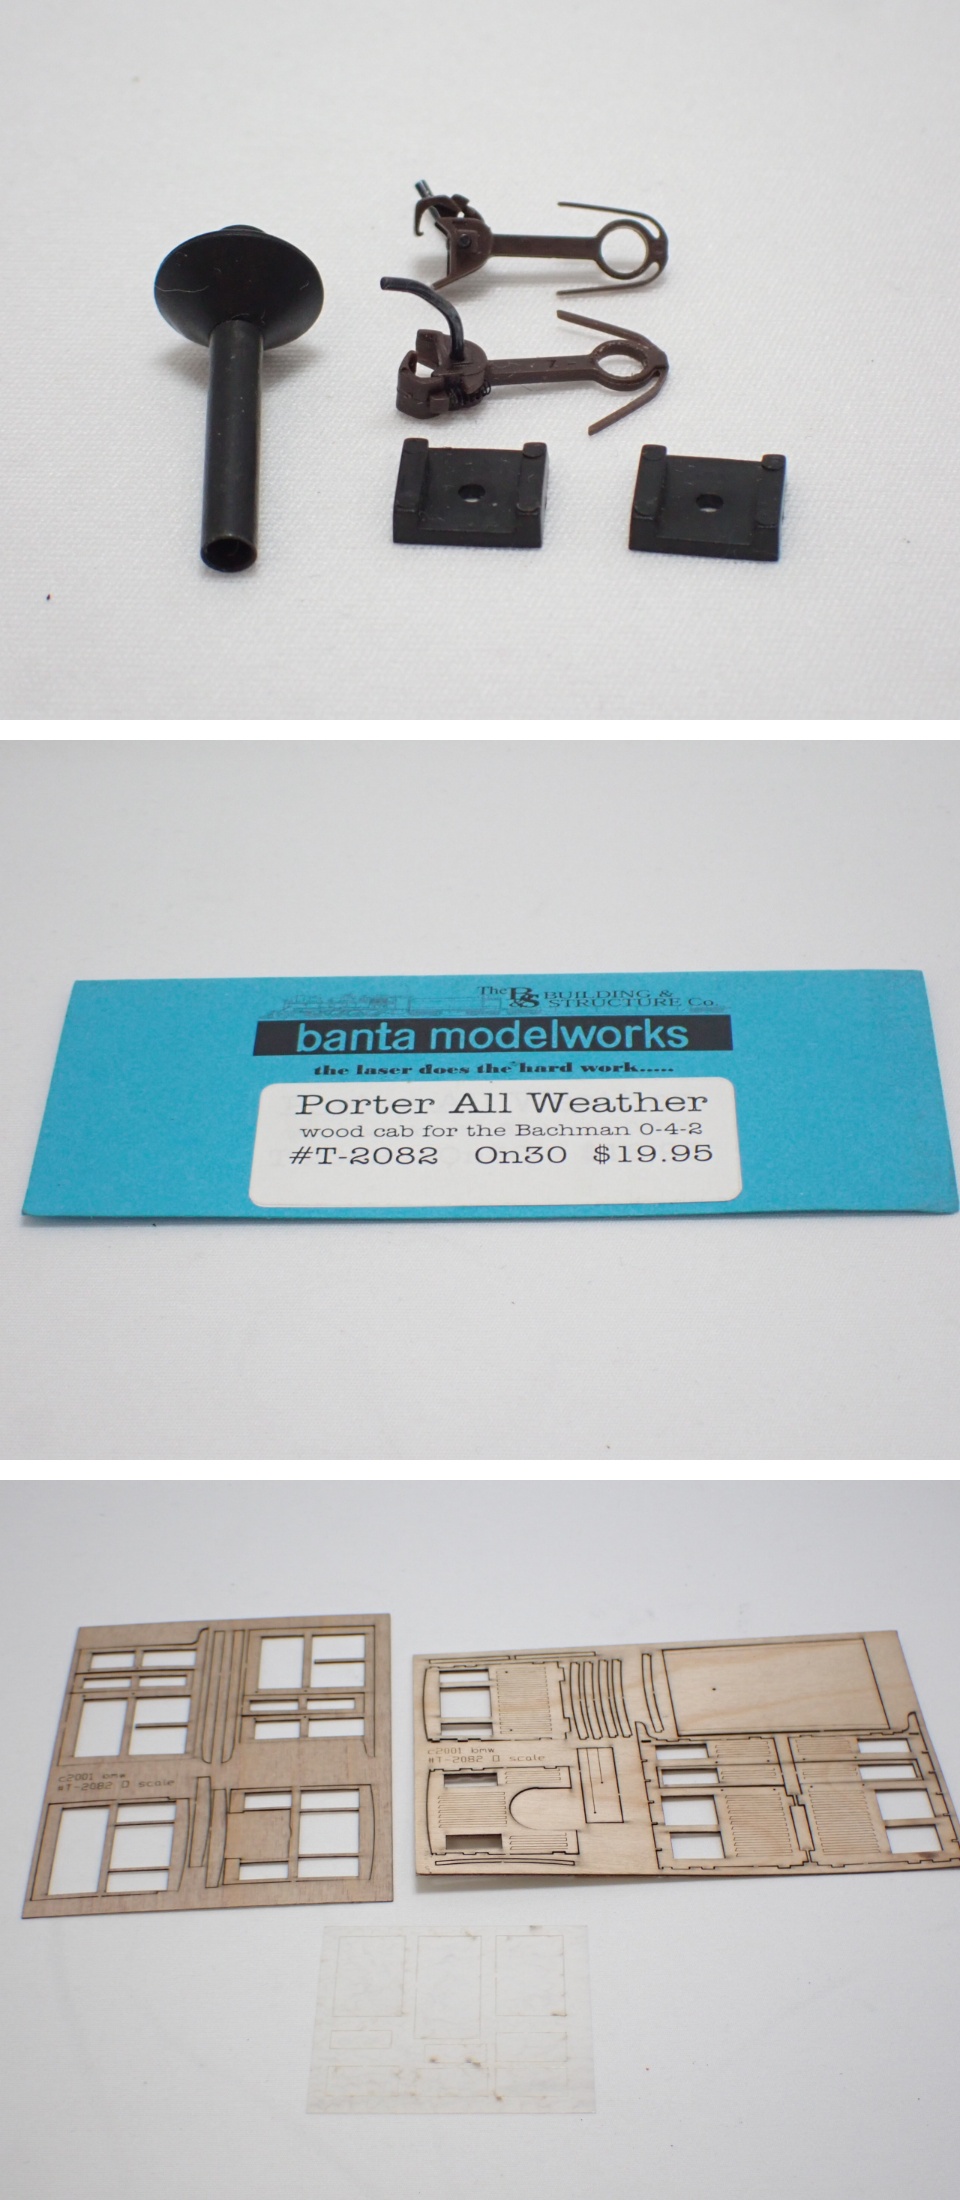 The B&S BUILDING &
STRUCTURE Co.
banta modelworks
the laser does the hard work.....
Porter All Weather
wood cab for the Bachman 0-4-2
#T-2082 On30 $19.95
c2001 bmw
#T-2082 O scale
c2001 bmw
#T-2082 O scale